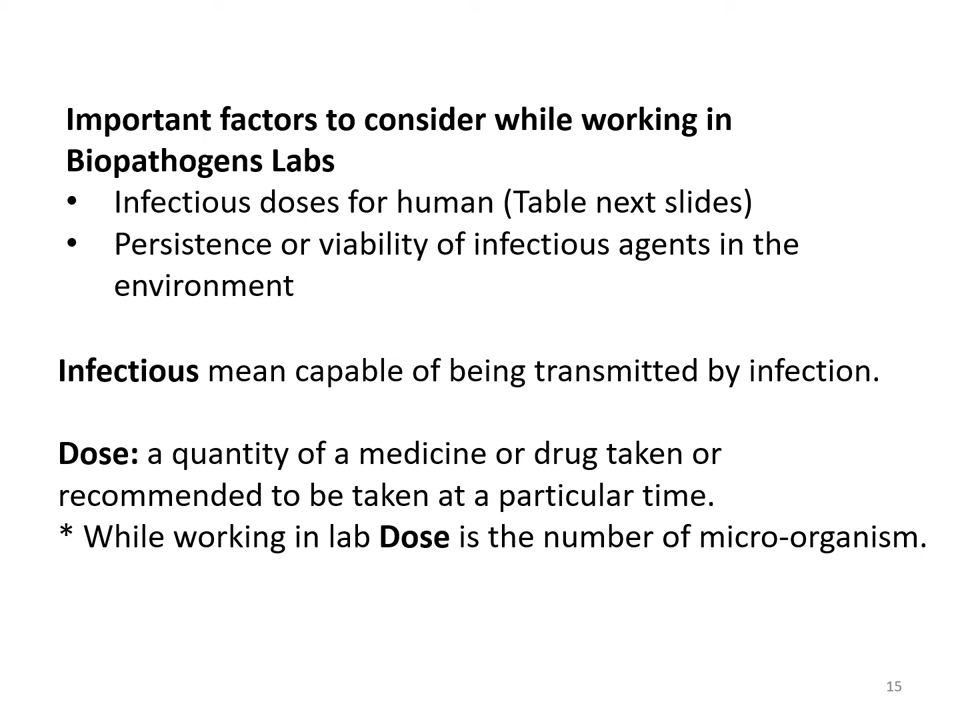 Important factors to consider while working in
Biopathogens Labs
• Infectious doses for human (Table next slides)
• Persistence or viability of infectious agents in the
environment
Infectious mean capable of being transmitted by infection.
Dose: a quantity of a medicine or drug taken or
recommended to be taken at a particular time.
* While working in lab Dose is the number of micro-organism.
15